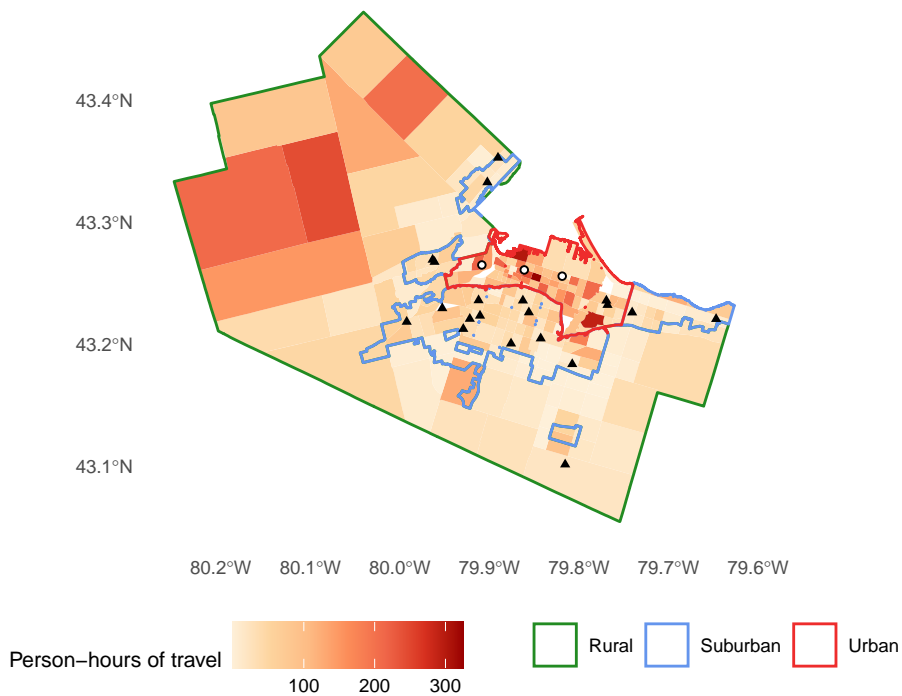 43.4°N
43.3°N
43.2°N
43.1°N
80.2°W 80.1°W 80.0°W 79.9°W 79.8°W 79.7°W 79.6°W
Person−hours of travel
100 200 300
Rural Suburban Urban